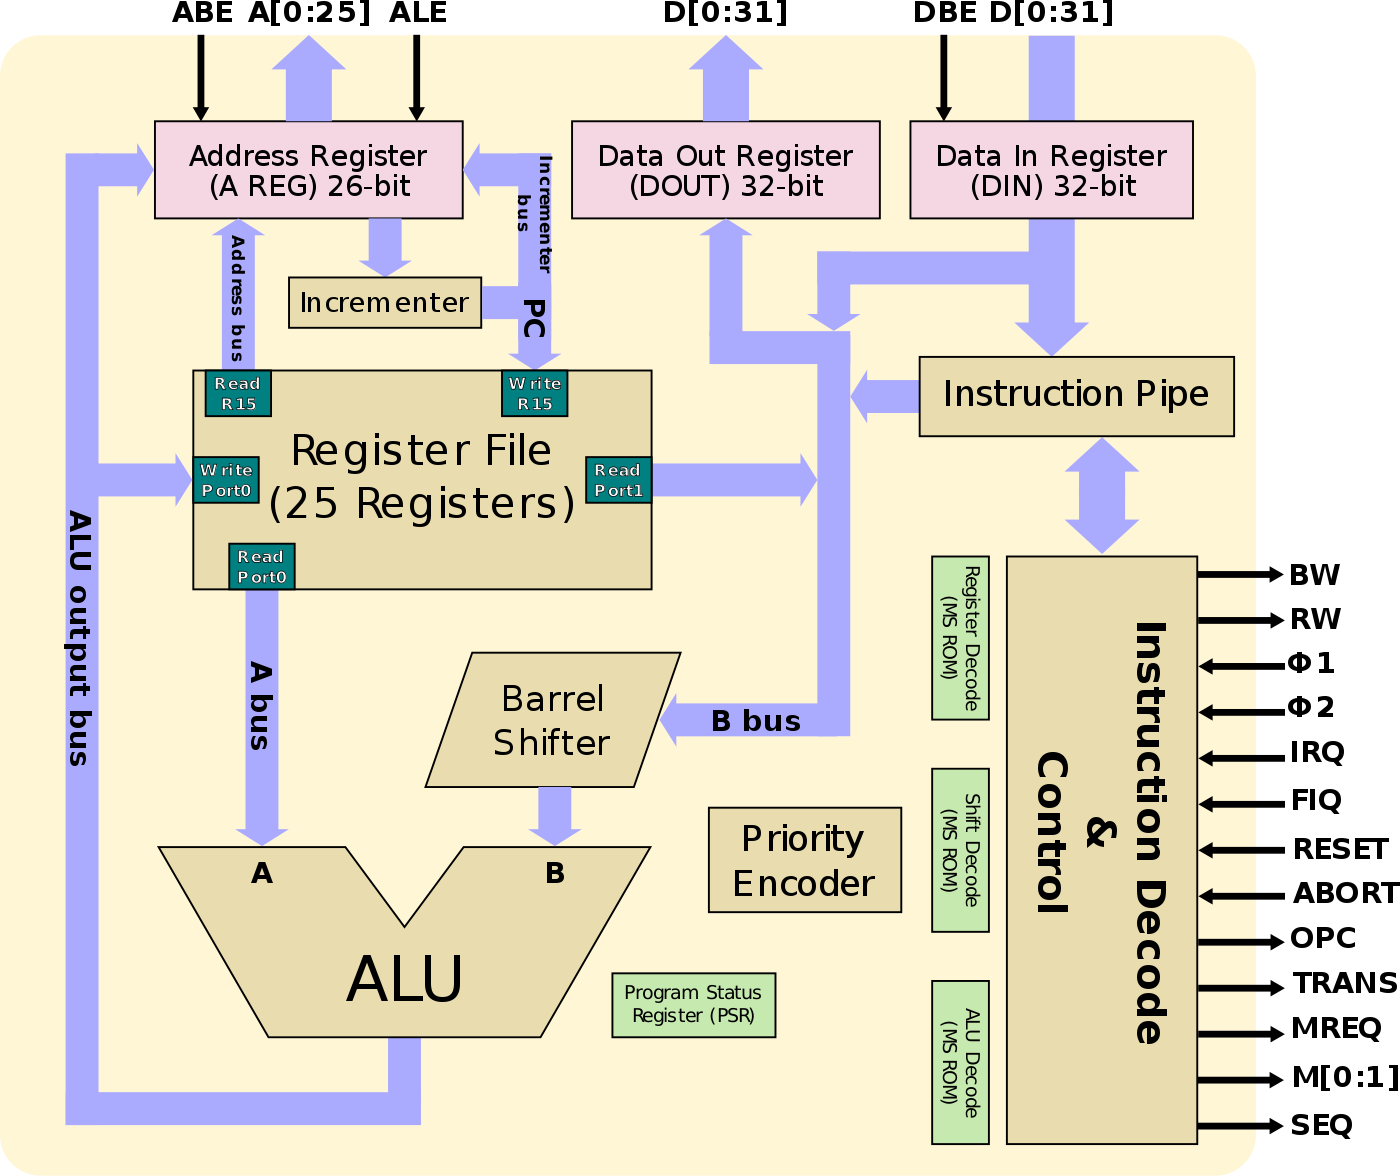 ABE A[0:25] ALE
D[0:31]
DBE D[0:31]
Address Register
(A REG) 26-bit
Data Out Register
(DOUT) 32-bit
Data In Register
(DIN) 32-bit
Incrementer
bus
Address bus
Incrementer
PC
Instruction Pipe
Read
R15
Write
R15
Register File
(25 Registers)
Write
Port0
Read
Port1
Read
Port0
ALU output bus
A bus
Barrel
Shifter
B bus
A
B
ALU
Priority
Encoder
Program Status
Register (PSR)
Register Decode
(MS ROM)
Shift Decode
(MS ROM)
ALU Decode
(MS ROM)
Instruction Decode
&
Control
BW
RW
Φ1
Φ2
IRQ
FIQ
RESET
ABORT
OPC
TRANS
MREQ
M[0:1]
SEQ